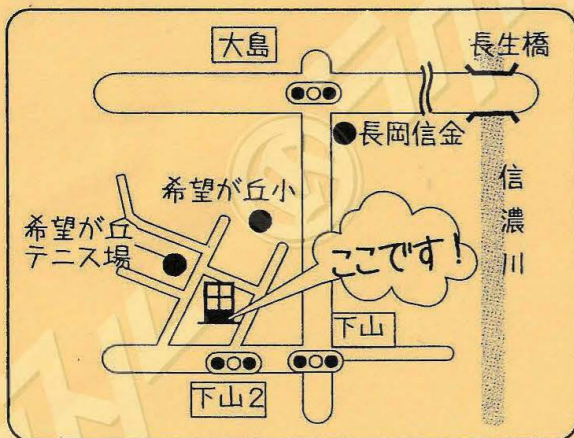 大島
長生橋
長岡信金
信濃川
希望が丘小
希望が丘
テニス場
ここです!
下山
下山2